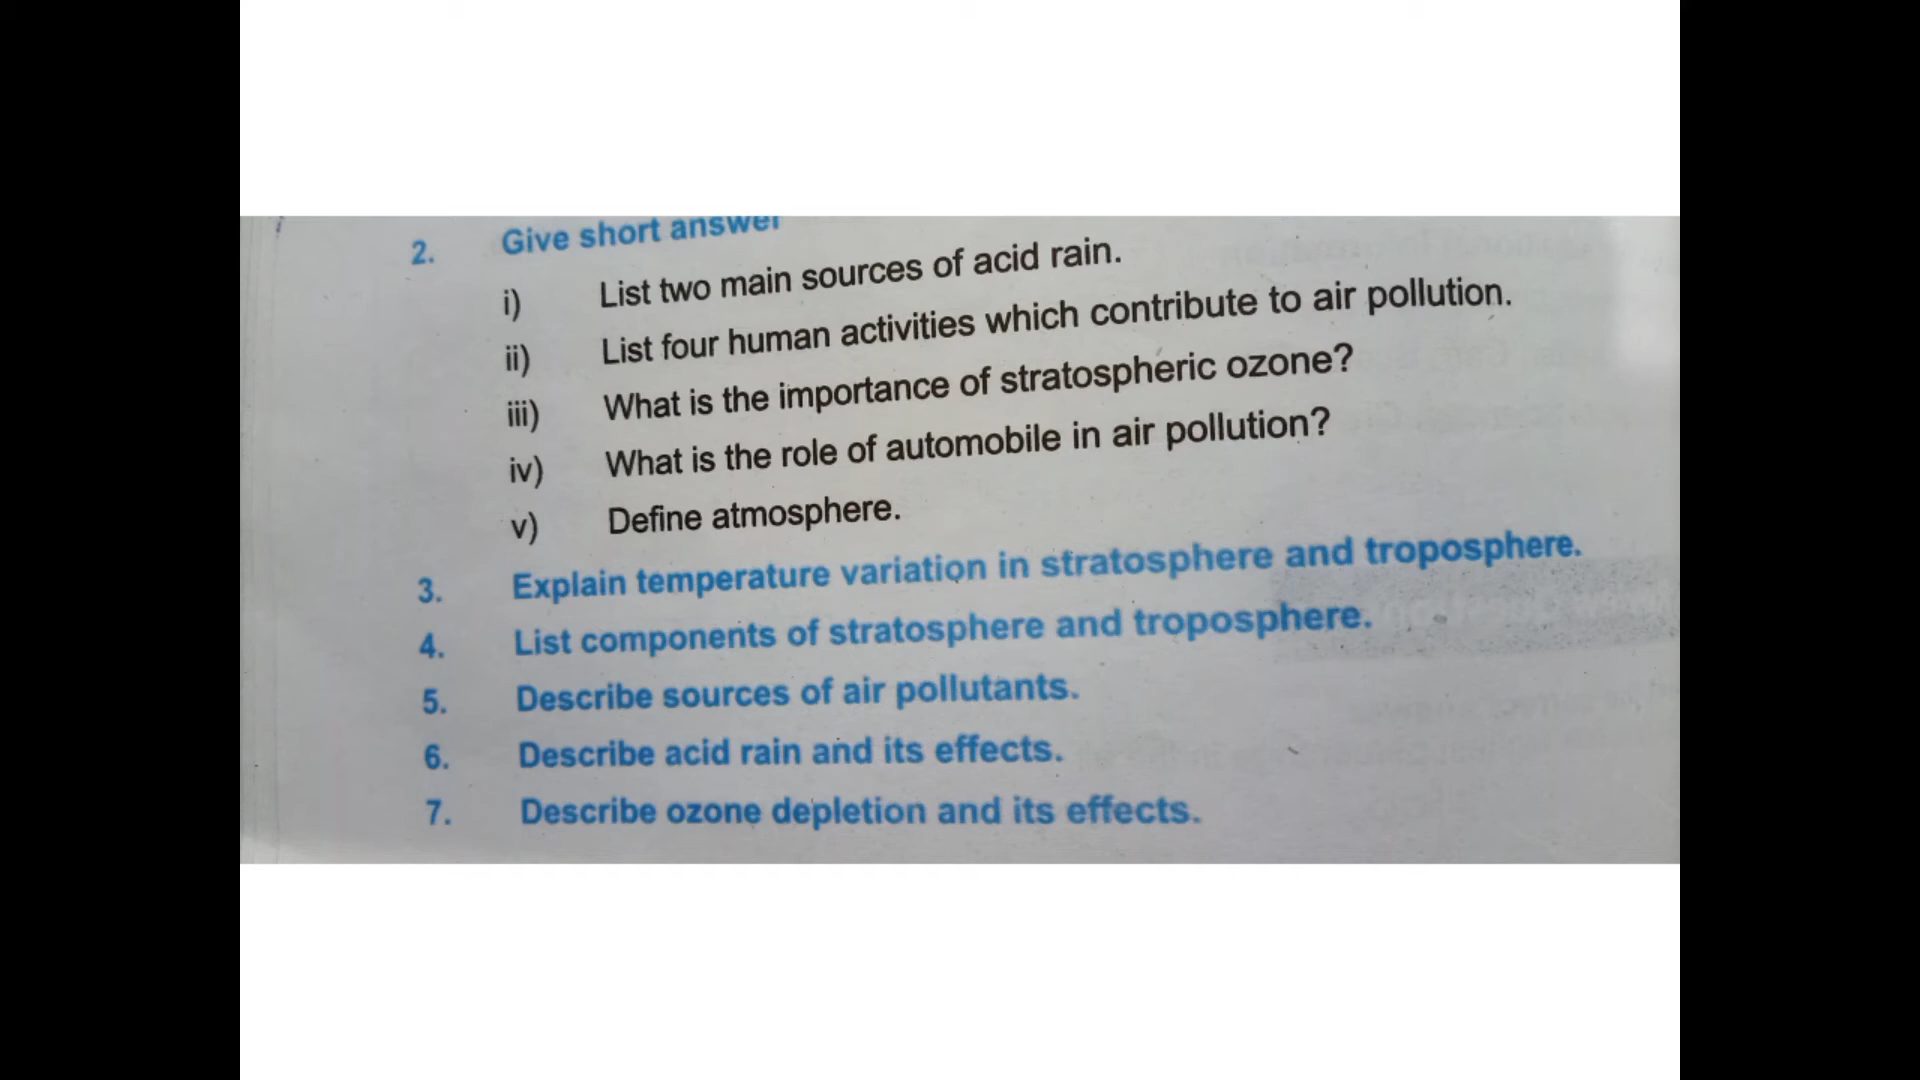 2. Give short answer
i) List two main sources of acid rain.
ii) List four human activities which contribute to air pollution.
iii) What is the importance of stratospheric ozone?
iv) What is the role of automobile in air pollution?
v) Define atmosphere.
3. Explain temperature variation in stratosphere and troposphere.
4. List components of stratosphere and troposphere.
5. Describe sources of air pollutants.
6. Describe acid rain and its effects.
7. Describe ozone depletion and its effects.